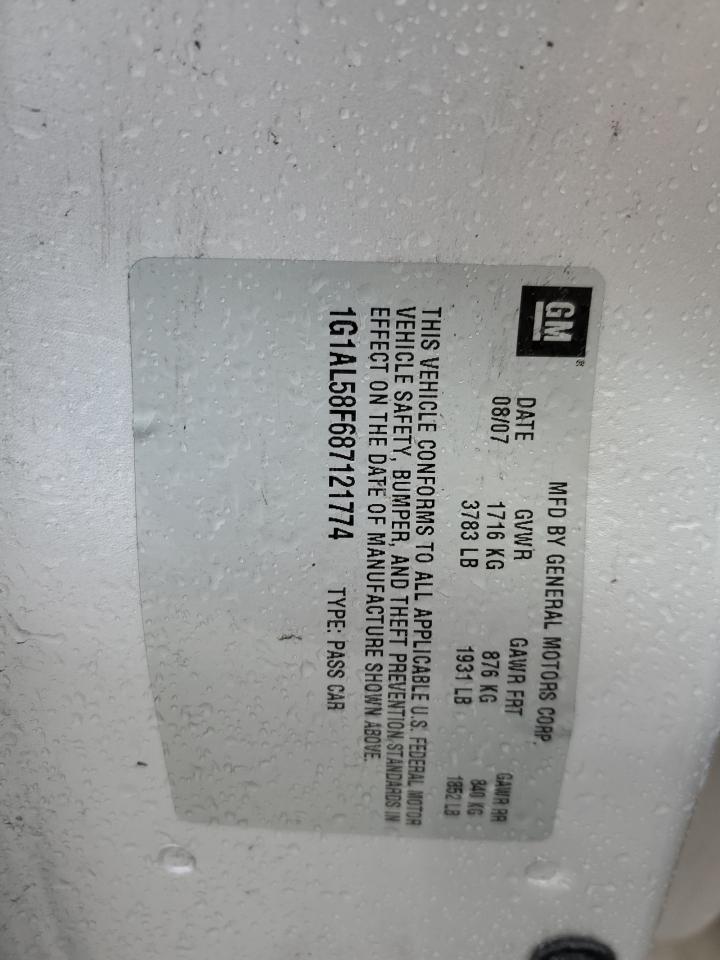 GM®
MFD BY GENERAL MOTORS CORP.
DATE GVWR GAWR FRT GAWR RR
08/07 1716 KG 876 KG 840 KG
3783 LB 1931 LB 1852 LB
THIS VEHICLE CONFORMS TO ALL APPLICABLE U.S. FEDERAL MOTOR
VEHICLE SAFETY, BUMPER, AND THEFT PREVENTION STANDARDS IN
EFFECT ON THE DATE OF MANUFACTURE SHOWN ABOVE.
1G1AL58F687121774 TYPE: PASS CAR